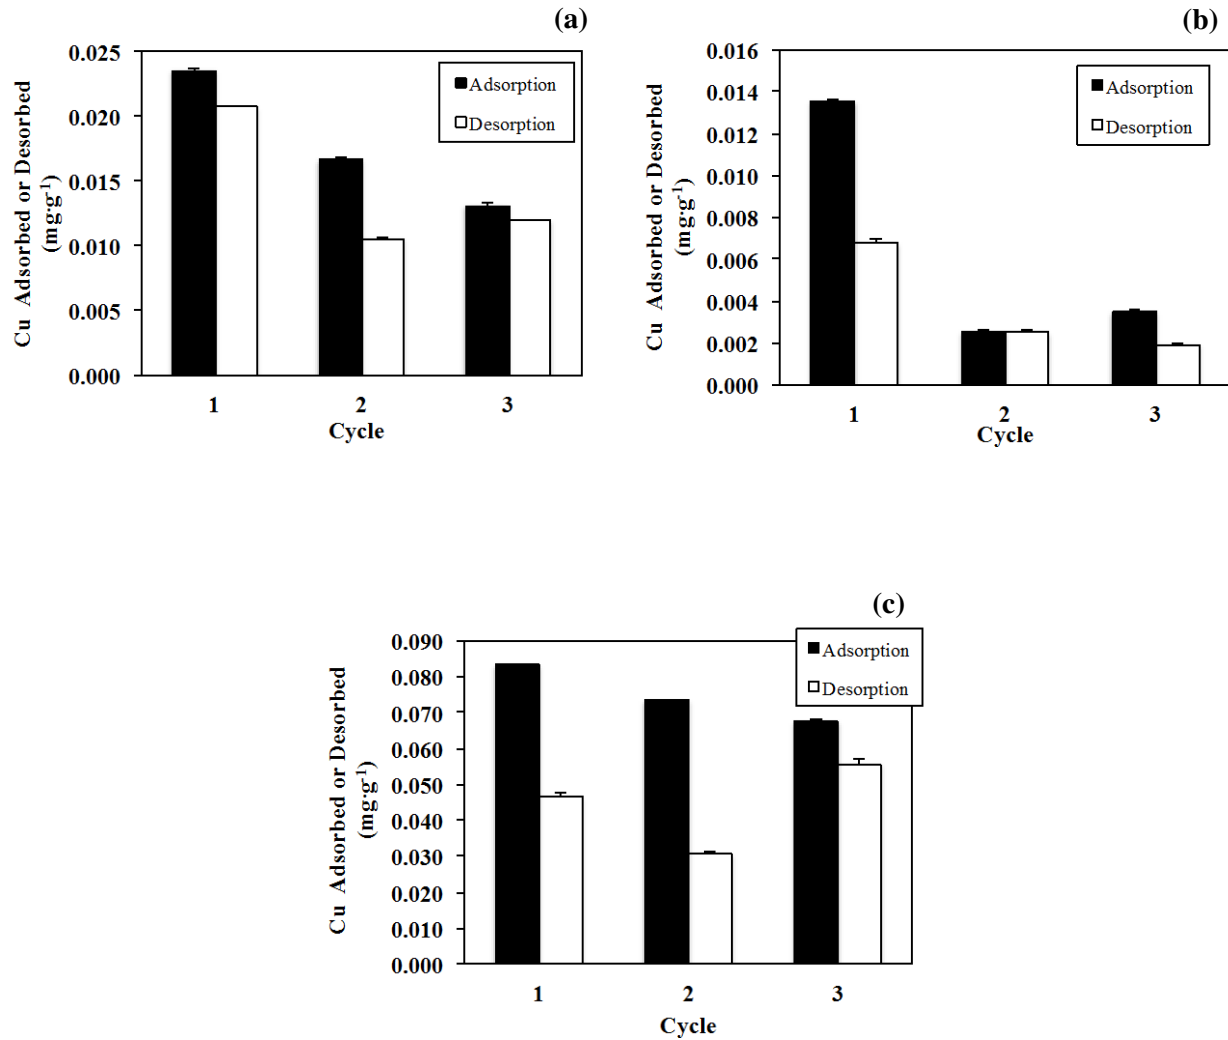 (a)
Cu Adsorbed or Desorbed
(mg·g-1)
0.025
0.020
0.015
0.010
0.005
0.000
Adsorption
Desorption
1 2 3
Cycle
(b)
Cu Adsorbed or Desorbed
(mg·g-1)
0.016
0.014
0.012
0.010
0.008
0.006
0.004
0.002
0.000
Adsorption
Desorption
1 2 3
Cycle
(c)
Cu Adsorbed or Desorbed
(mg·g-1)
0.090
0.080
0.070
0.060
0.050
0.040
0.030
0.020
0.010
0.000
Adsorption
Desorption
1 2 3
Cycle